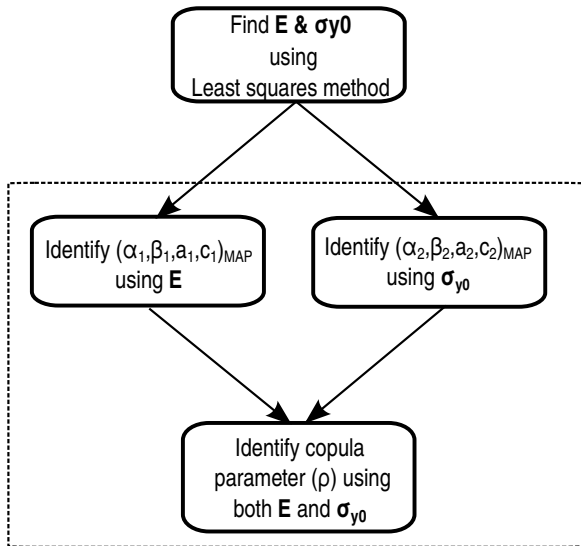 Find E & σy0
using
Least squares method
Identify (α₁,β₁,a₁,c₁)MAP
using E
Identify (α₂,β₂,a₂,c₂)MAP
using σy0
Identify copula
parameter (ρ) using
both E and σy0